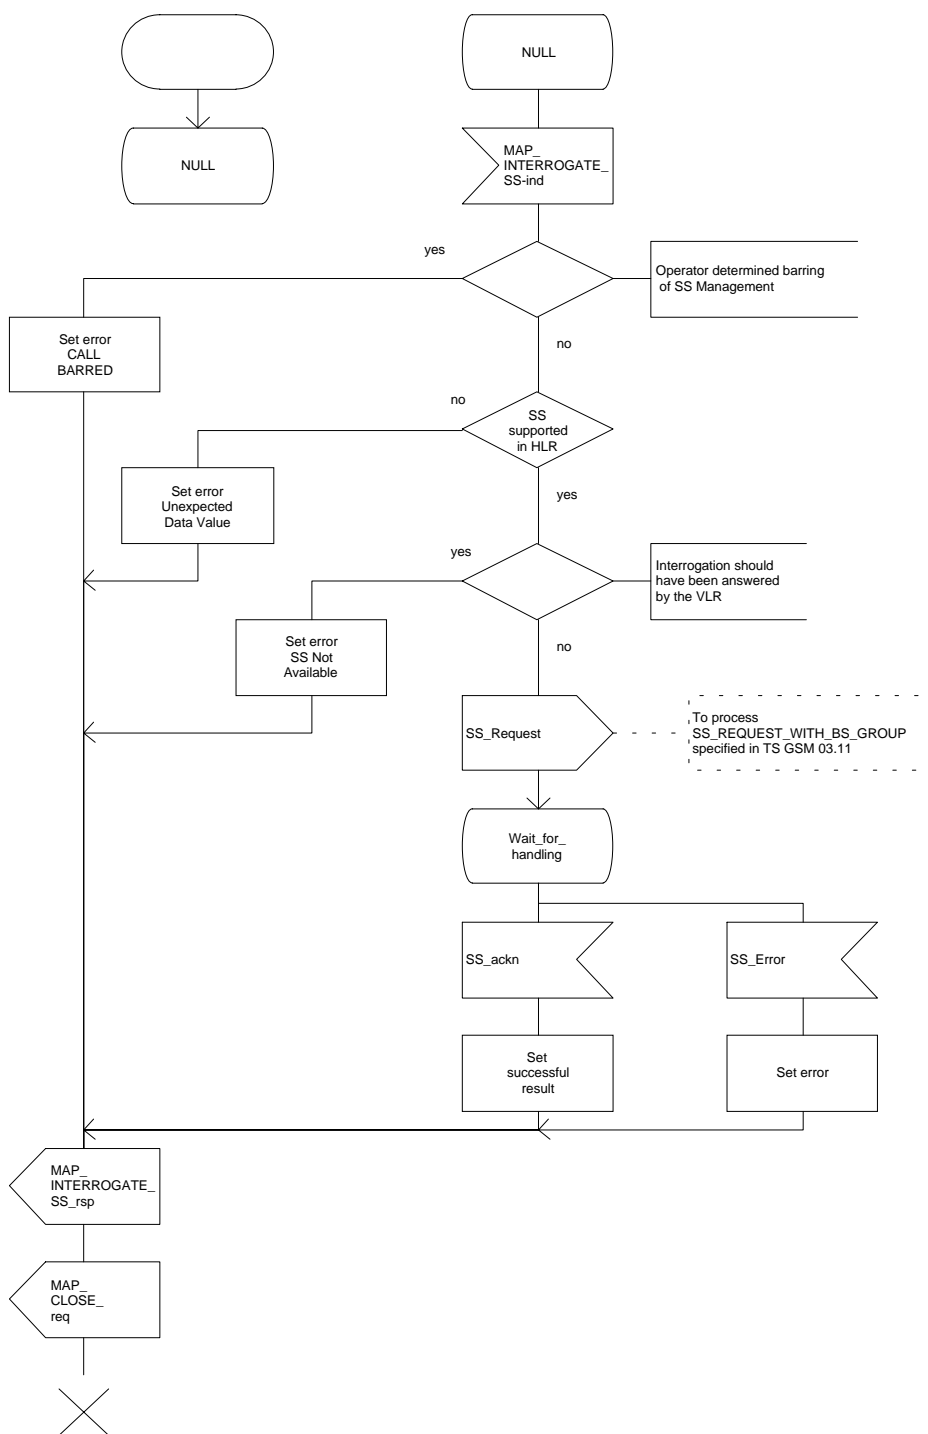 NULL
NULL
MAP_
INTERROGATE_
SS-ind
yes
Operator determined barring
of SS Management
Set error
CALL
BARRED
no
no
SS
supported
in HLR
Set error
Unexpected
Data Value
yes
yes
Interrogation should
have been answered
by the VLR
Set error
SS Not
Available
no
SS_Request
To process
SS_REQUEST_WITH_BS_GROUP
specified in TS GSM 03.11
Wait_for_
handling
SS_ackn
SS_Error
Set
successful
result
Set error
MAP_
INTERROGATE_
SS_rsp
MAP_
CLOSE_
req